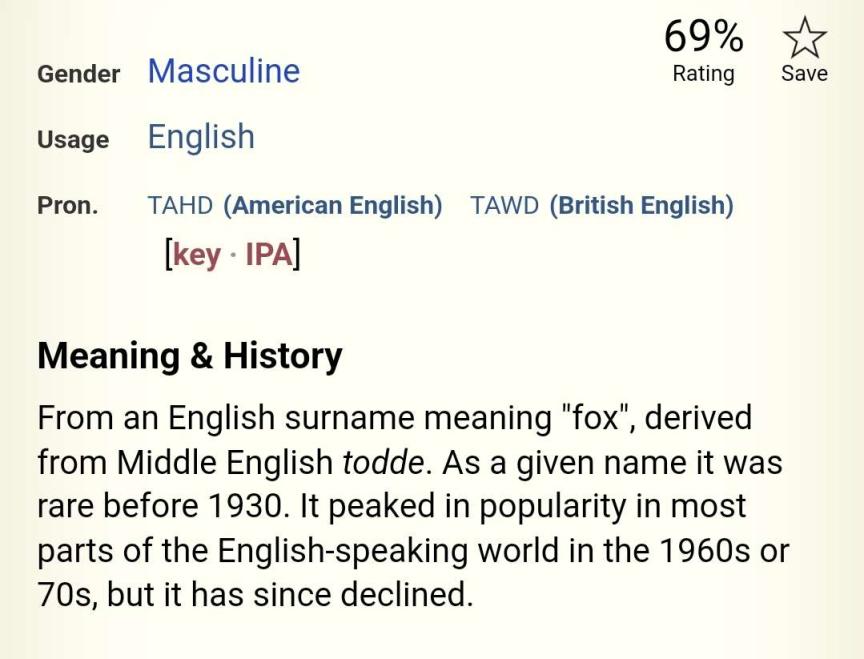 69%
Rating
Save
Gender Masculine
Usage English
Pron. TAHD (American English) TAWD (British English)
[key · IPA]
Meaning & History
From an English surname meaning "fox", derived
from Middle English todde. As a given name it was
rare before 1930. It peaked in popularity in most
parts of the English-speaking world in the 1960s or
70s, but it has since declined.